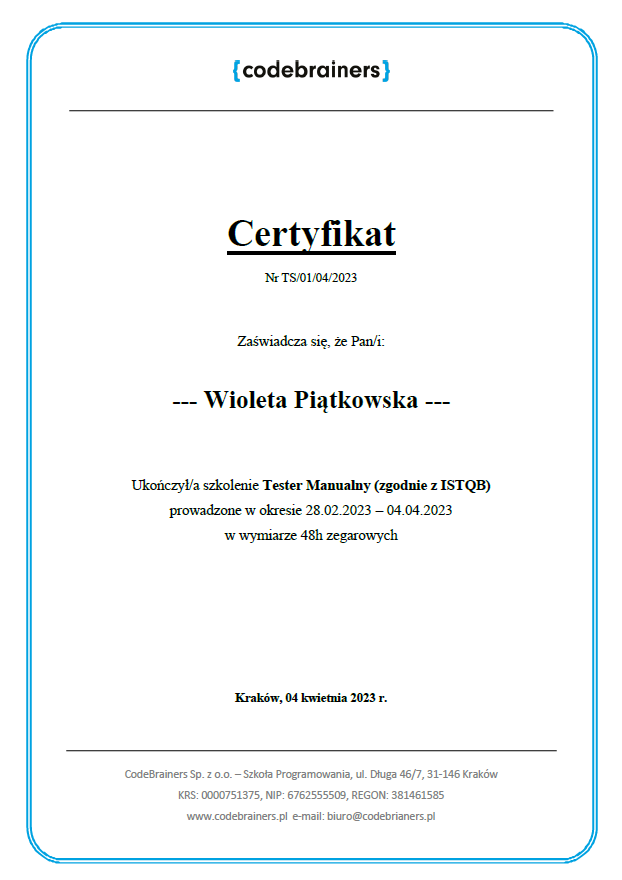 {codebrainers}
Certyfikat
Nr TS/01/04/2023
Zaświadcza się, że Pan/i:
--- Wioleta Piątkowska ---
Ukończył/a szkolenie Tester Manualny (zgodnie z ISTQB)
prowadzone w okresie 28.02.2023 – 04.04.2023
w wymiarze 48h zegarowych
Kraków, 04 kwietnia 2023 r.
CodeBrainers Sp. z o.o. – Szkoła Programowania, ul. Długa 46/7, 31-146 Kraków
KRS: 0000751375, NIP: 6762555509, REGON: 381461585
www.codebrainers.pl e-mail: biuro@codebrianers.pl